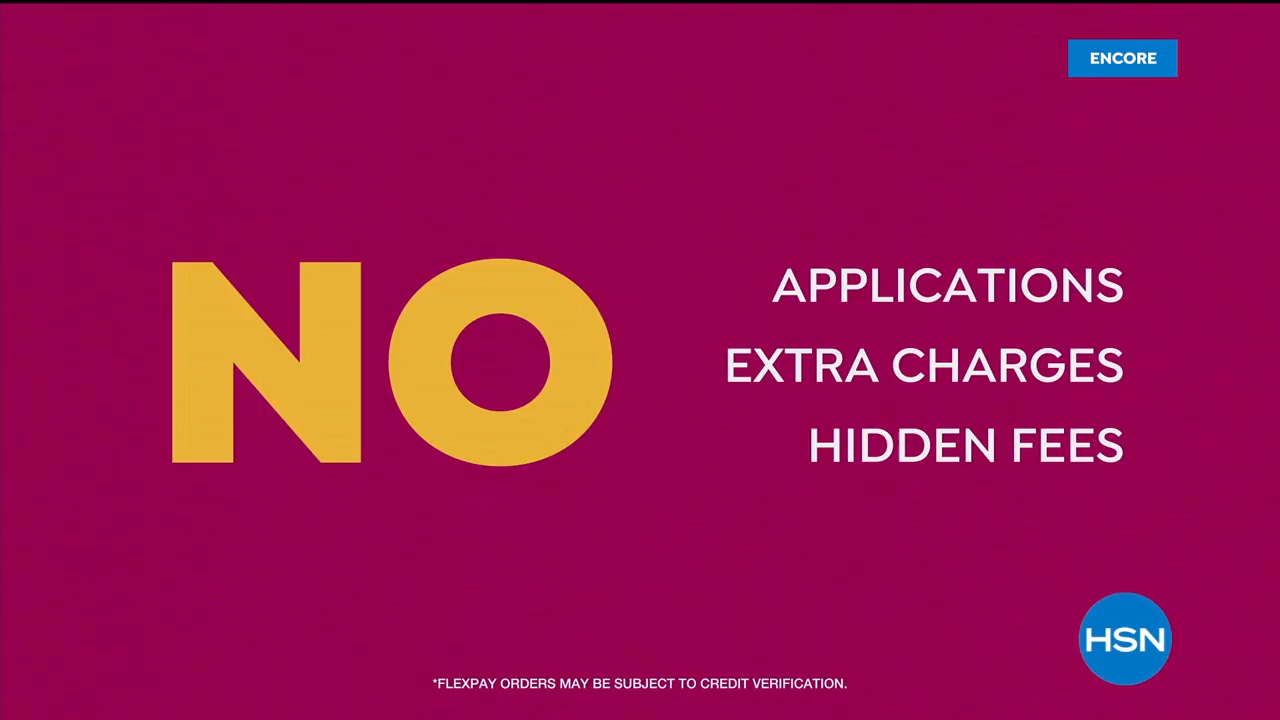 ENCORE
NO
APPLICATIONS
EXTRA CHARGES
HIDDEN FEES
HSN
*FLEXPAY ORDERS MAY BE SUBJECT TO CREDIT VERIFICATION.